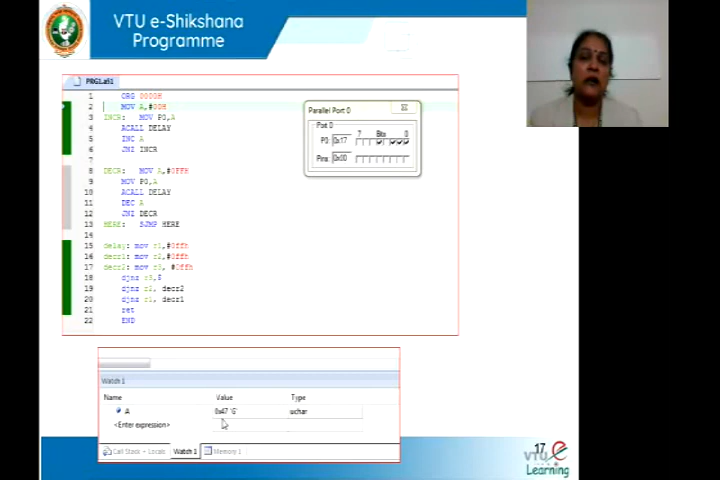 VTU e-Shikshana
Programme
PRG1.a51
1 ORG 0000H
2 MOV A,#00H
3 INCR: MOV P0,A
4 ACALL DELAY
5 INC A
6 JNZ INCR
7
8 DECR: MOV A,#0FFH
9 MOV P0,A
10 ACALL DELAY
11 DEC A
12 JNZ DECR
13 HERE: SJMP HERE
14
15 delay: mov r1,#0ffh
16 decr1: mov r2,#0ffh
17 decr2: mov r3, #0ffh
18 djnz r3,$
19 djnz r2, decr2
20 djnz r1, decr1
21 ret
22 END
Parallel Port 0
Port 0
P0: 0x17 7 Bits 0
Pins: 0x00
Watch 1
Name Value Type
A 0x47 'G' uchar
<Enter expression>
Call Stack + Locals Watch 1 Memory 1
17
VTU e
Learning